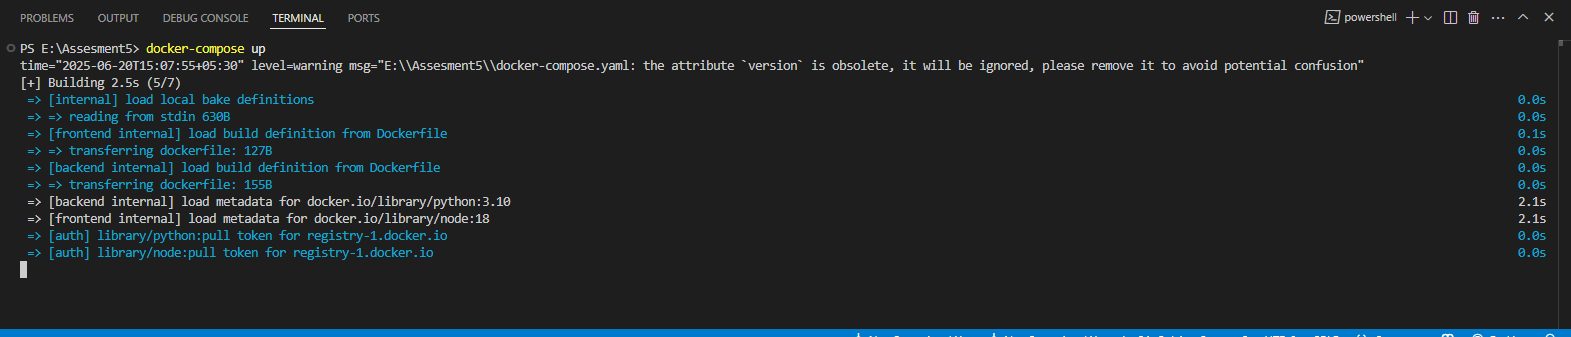 PROBLEMS OUTPUT DEBUG CONSOLE TERMINAL PORTS powershell
PS E:\Assesment5> docker-compose up
time="2025-06-20T15:07:55+05:30" level=warning msg="E:\\Assesment5\\docker-compose.yaml: the attribute `version` is obsolete, it will be ignored, please remove it to avoid potential confusion"
[+] Building 2.5s (5/7)
=> [internal] load local bake definitions 0.0s
=> => reading from stdin 630B 0.0s
=> [frontend internal] load build definition from Dockerfile 0.1s
=> => transferring dockerfile: 127B 0.0s
=> [backend internal] load build definition from Dockerfile 0.0s
=> => transferring dockerfile: 155B 0.0s
=> [backend internal] load metadata for docker.io/library/python:3.10 2.1s
=> [frontend internal] load metadata for docker.io/library/node:18 2.1s
=> [auth] library/python:pull token for registry-1.docker.io 0.0s
=> [auth] library/node:pull token for registry-1.docker.io 0.0s